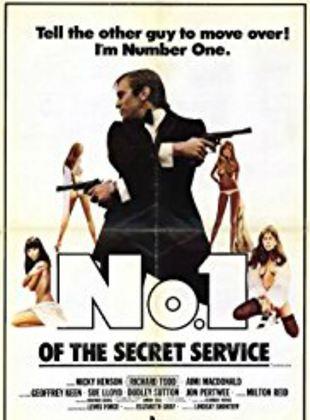 Tell the other guy to move over!
I'm Number One.
No.1
OF THE SECRET SERVICE
NICKY HENSON RICHARD TODD AIMI MACDONALD
GEOFFREY KEEN SUE LLOYD DUDLEY SUTTON JON PERTWEE MILTON REID